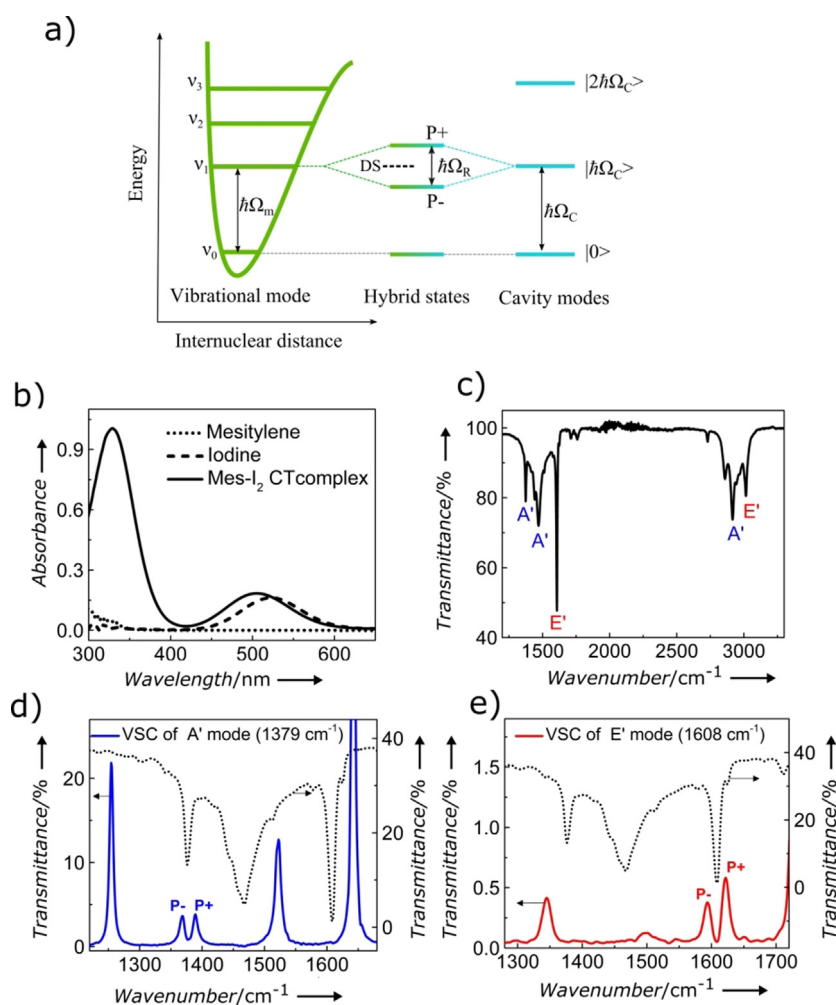 a)
Energy
ν3
ν2
ν1
ν0
ħΩm
DS
P+
ħΩR
P-
|2ħΩC>
|ħΩC>
ħΩC
|0>
Vibrational mode
Hybrid states
Cavity modes
Internuclear distance
b)
Absorbance
0.9
0.6
0.3
0.0
Mesitylene
Iodine
Mes-I2 CTcomplex
300 400 500 600
Wavelength/nm
c)
Transmittance/%
100
80
60
40
A'
A'
E'
A'
E'
1500 2000 2500 3000
Wavenumber/cm-1
d)
VSC of A' mode (1379 cm-1)
Transmittance/%
20
10
0
P- P+
40
20
0
Transmittance/%
1300 1400 1500 1600
Wavenumber/cm-1
e)
VSC of E' mode (1608 cm-1)
Transmittance/%
1.5
1.0
0.5
0.0
P- P+
40
20
0
Transmittance/%
1300 1400 1500 1600 1700
Wavenumber/cm-1